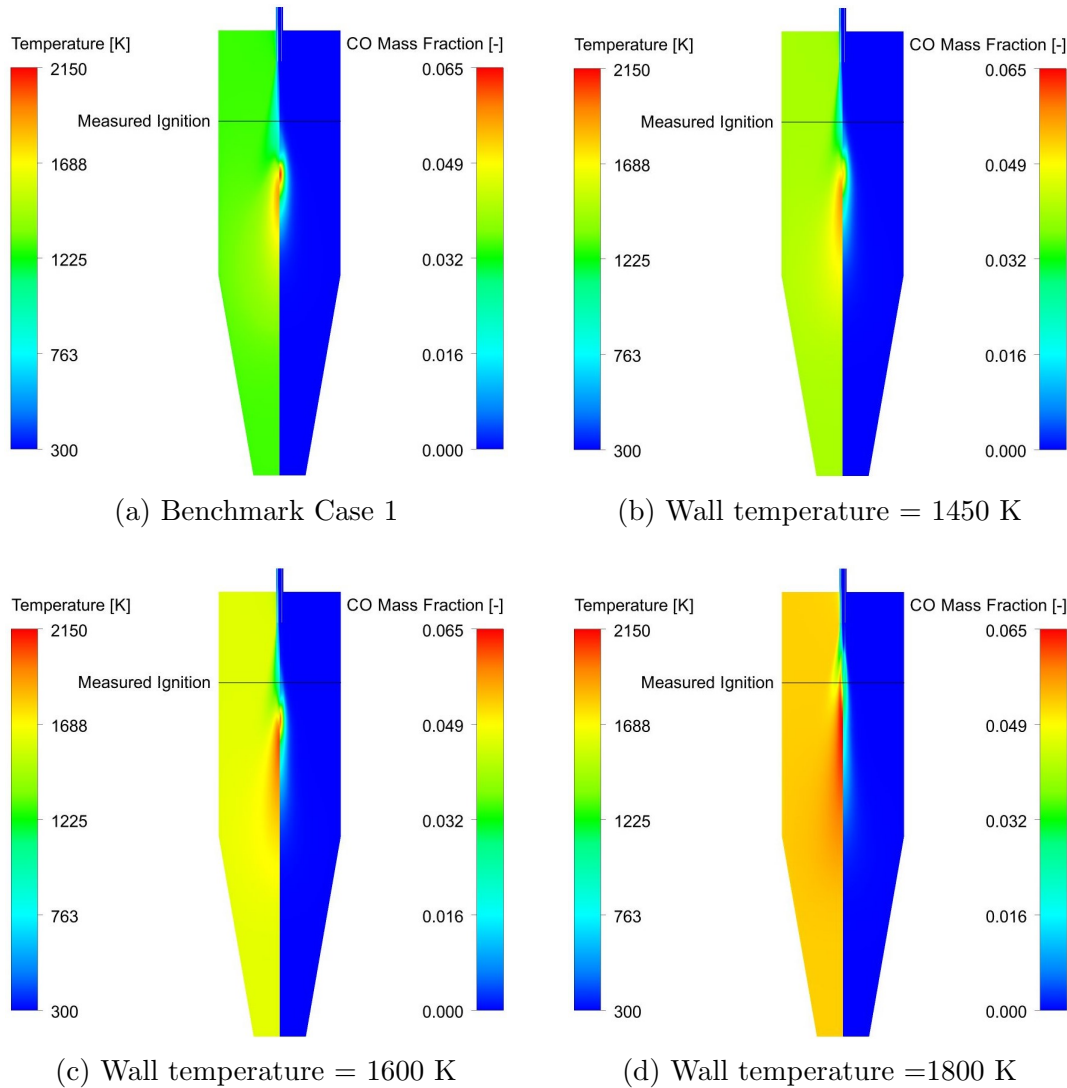 Temperature [K]
2150
1688
1225
763
300
Measured Ignition
CO Mass Fraction [-]
0.065
0.049
0.032
0.016
0.000
(a) Benchmark Case 1
Temperature [K]
2150
1688
1225
763
300
Measured Ignition
CO Mass Fraction [-]
0.065
0.049
0.032
0.016
0.000
(b) Wall temperature = 1450 K
Temperature [K]
2150
1688
1225
763
300
Measured Ignition
CO Mass Fraction [-]
0.065
0.049
0.032
0.016
0.000
(c) Wall temperature = 1600 K
Temperature [K]
2150
1688
1225
763
300
Measured Ignition
CO Mass Fraction [-]
0.065
0.049
0.032
0.016
0.000
(d) Wall temperature =1800 K